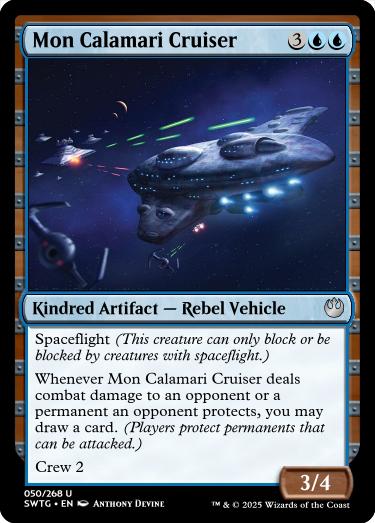 Mon Calamari Cruiser 3
Kindred Artifact — Rebel Vehicle
Spaceflight (This creature can only block or be
blocked by creatures with spaceflight.)
Whenever Mon Calamari Cruiser deals
combat damage to an opponent or a
permanent an opponent protects, you may
draw a card. (Players protect permanents that
can be attacked.)
Crew 2
3/4
050/268 U
SWTG • EN Anthony Devine ™ & © 2025 Wizards of the Coast